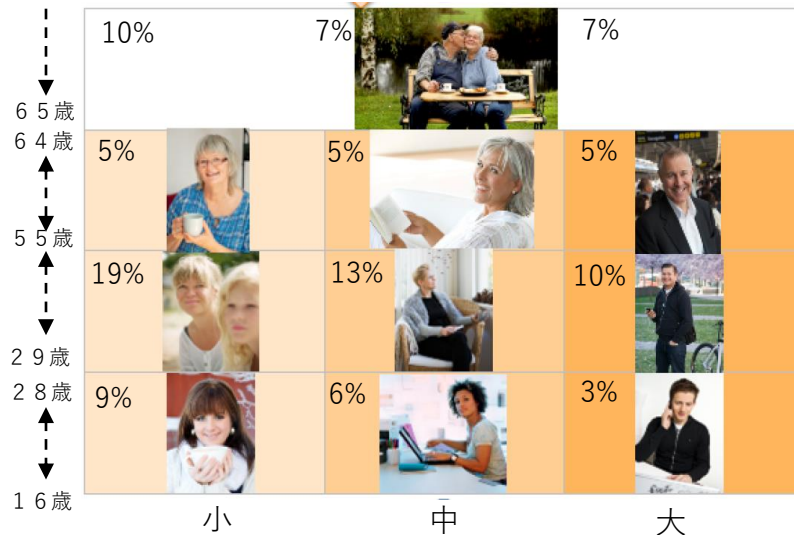 10% 7% 7%
６５歳
６４歳
5% 5% 5%
５５歳
19% 13% 10%
２９歳
２８歳
9% 6% 3%
１６歳
小 中 大